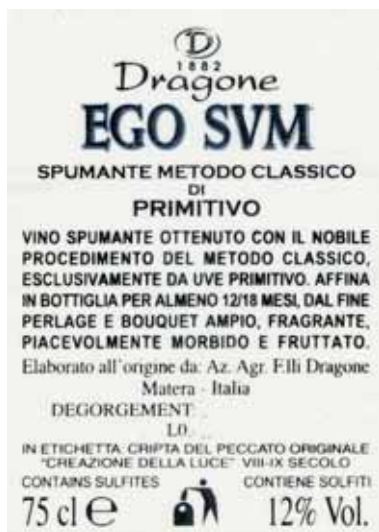 D
1882
Dragone
EGO SVM
SPUMANTE METODO CLASSICO
DI
PRIMITIVO
VINO SPUMANTE OTTENUTO CON IL NOBILE
PROCEDIMENTO DEL METODO CLASSICO,
ESCLUSIVAMENTE DA UVE PRIMITIVO. AFFINA
IN BOTTIGLIA PER ALMENO 12/18 MESI, DAL FINE
PERLAGE E BOUQUET AMPIO, FRAGRANTE,
PIACEVOLMENTE MORBIDO E FRUTTATO.
Elaborato all'origine da: Az. Agr. F.lli Dragone
Matera - Italia
DEGORGEMENT:
L0
IN ETICHETTA: CRIPTA DEL PECCATO ORIGINALE
"CREAZIONE DELLA LUCE" VIII-IX SECOLO
CONTAINS SULFITES CONTIENE SOLFITI
75 cl e 12% Vol.